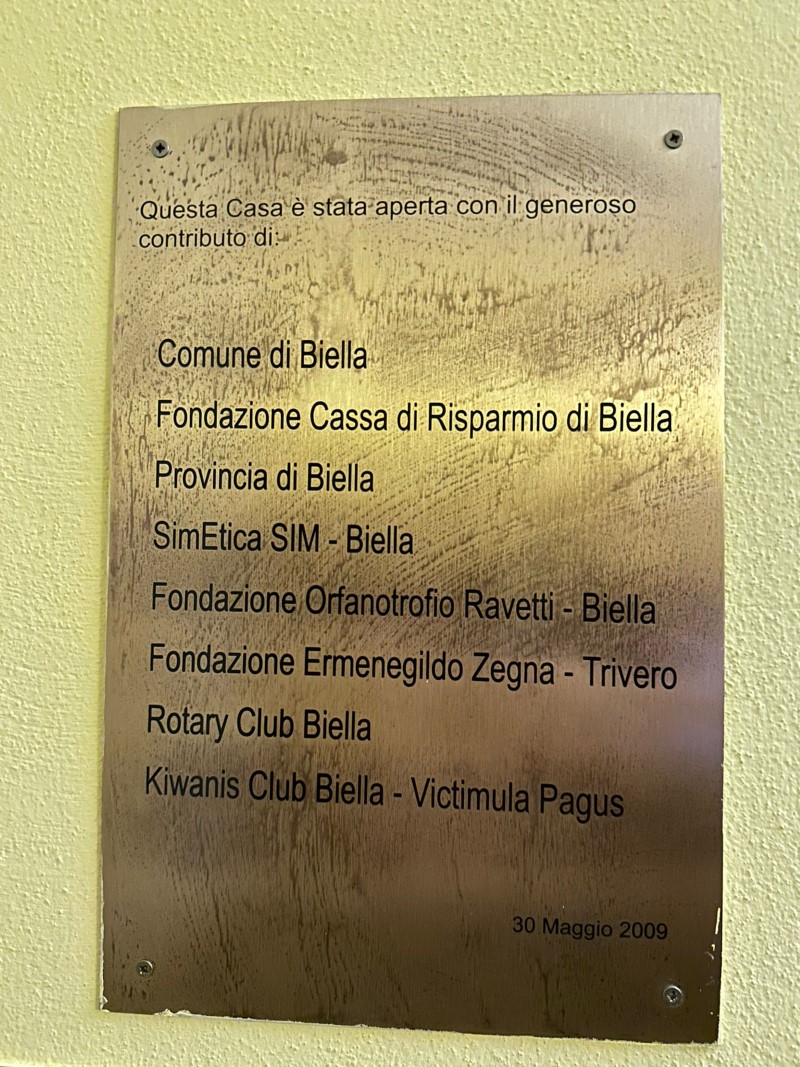 Questa Casa è stata aperta con il generoso
contributo di:
Comune di Biella
Fondazione Cassa di Risparmio di Biella
Provincia di Biella
SimEtica SIM - Biella
Fondazione Orfanotrofio Ravetti - Biella
Fondazione Ermenegildo Zegna - Trivero
Rotary Club Biella
Kiwanis Club Biella - Victimula Pagus
30 Maggio 2009